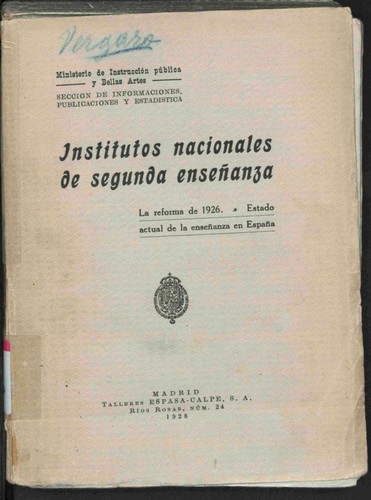 Vergara
Ministerio de Instrucción pública
y Bellas Artes
SECCION DE INFORMACIONES,
PUBLICACIONES Y ESTADISTICA
Institutos nacionales
de segunda enseñanza
La reforma de 1926. - Estado
actual de la enseñanza en España
MADRID
TALLERES ESPASA-CALPE, S. A.
RIOS ROSAS, NÚM. 24
1928